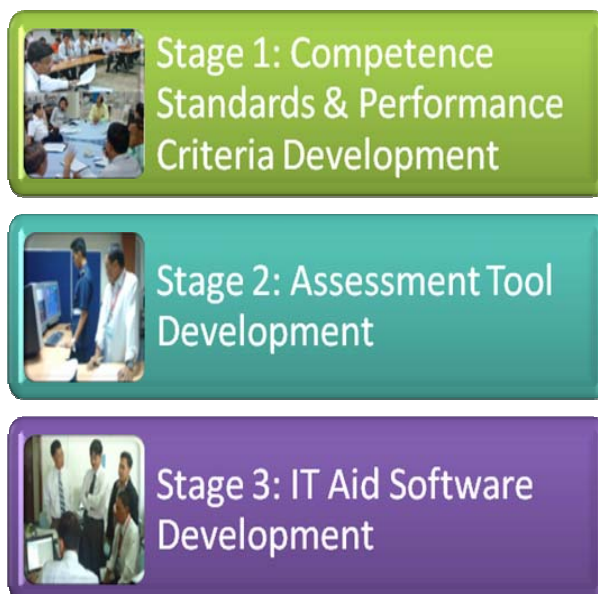 Stage 1: Competence
Standards & Performance
Criteria Development
Stage 2: Assessment Tool
Development
Stage 3: IT Aid Software
Development